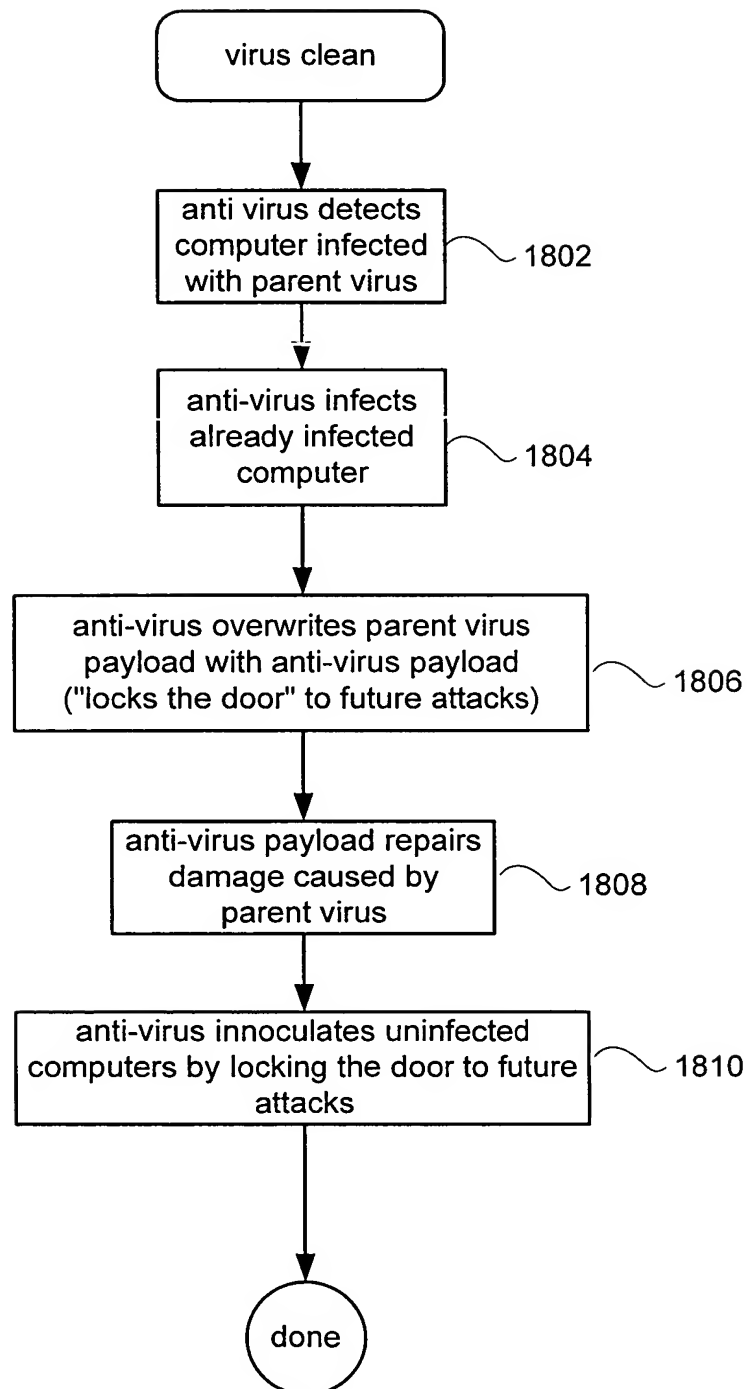 virus clean
anti virus detects
computer infected
with parent virus
1802
anti-virus infects
already infected
computer
1804
anti-virus overwrites parent virus
payload with anti-virus payload
("locks the door" to future attacks)
1806
anti-virus payload repairs
damage caused by
parent virus
1808
anti-virus innoculates uninfected
computers by locking the door to future
attacks
1810
done